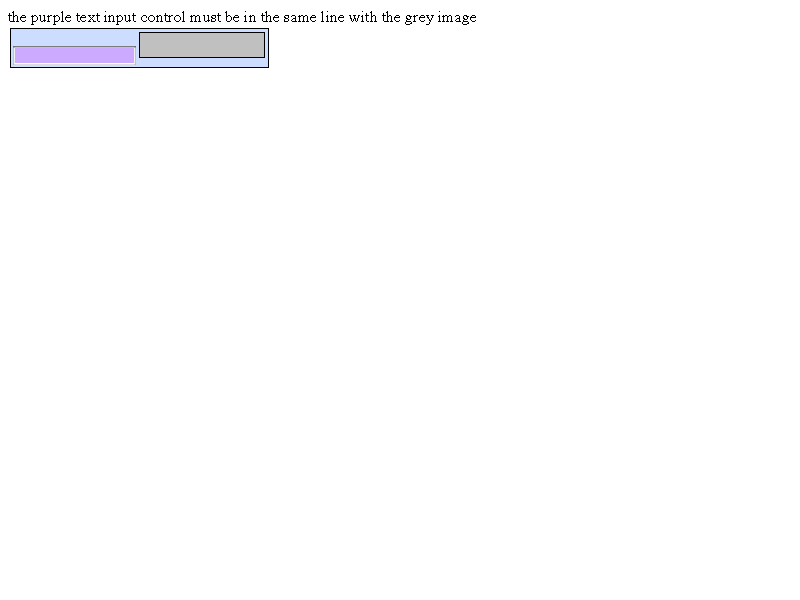 the purple text input control must be in the same line with the grey image